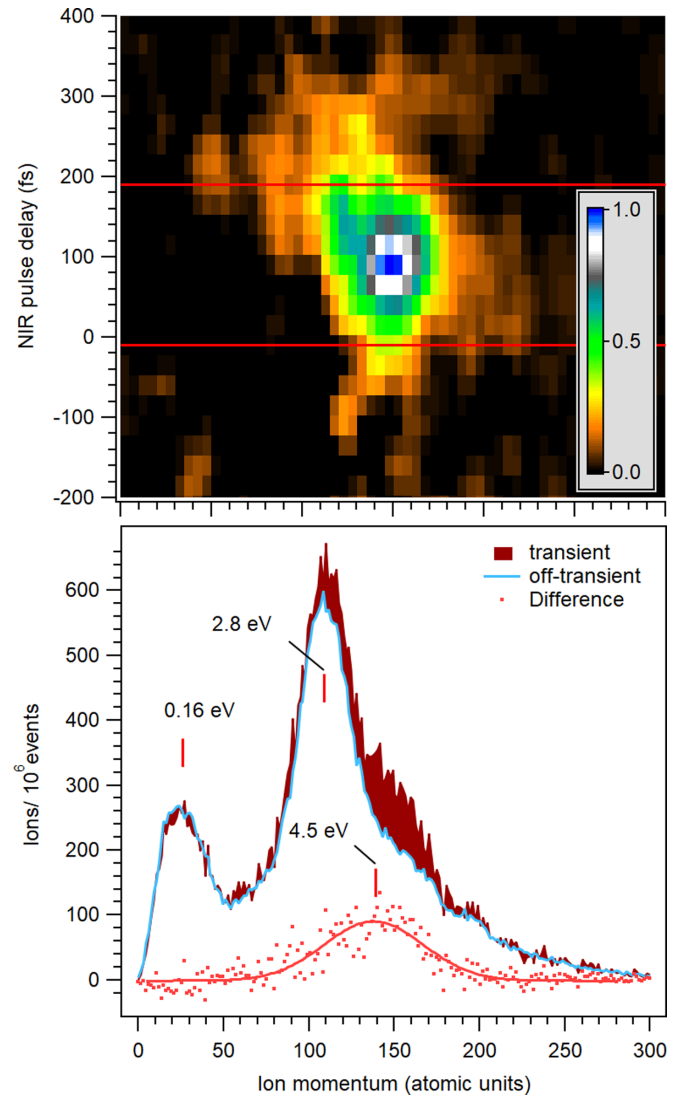 400
300
200
100
0
-100
-200
NIR pulse delay (fs)
1.0
0.5
0.0
600
500
400
300
200
100
0
Ions/ 10⁶ events
transient
off-transient
Difference
2.8 eV
0.16 eV
4.5 eV
0 50 100 150 200 250 300
Ion momentum (atomic units)